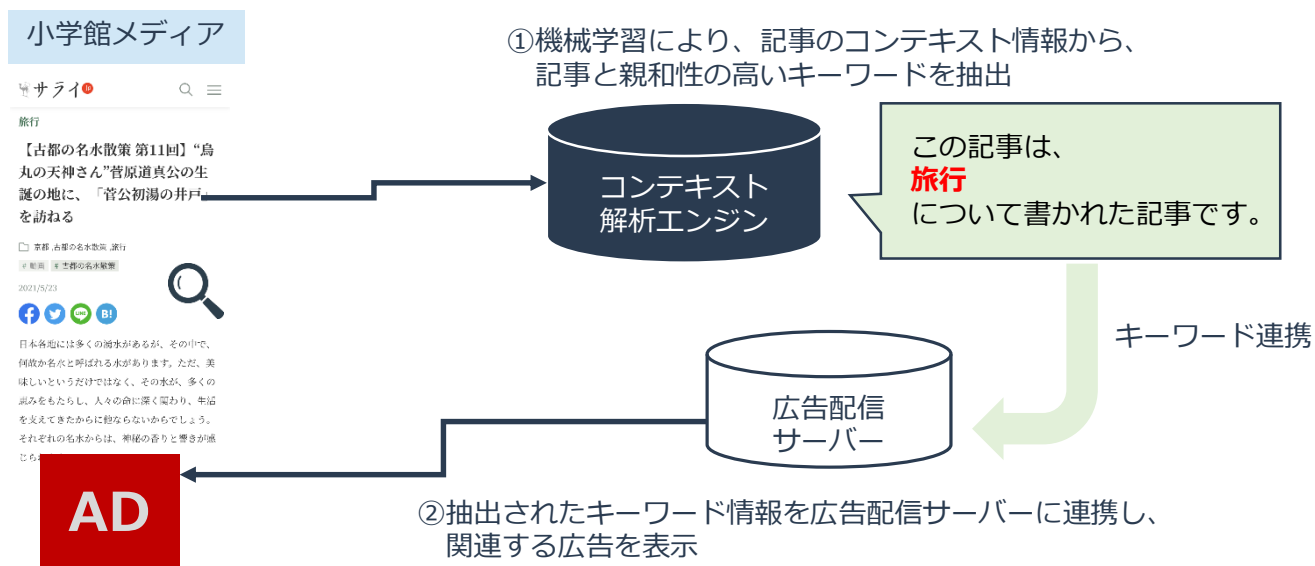 小学館メディア
サライ
旅行
【古都の名水散策 第11回】“烏
丸の天神さん”菅原道真公の生
誕の地に、「菅公初湯の井戸」
を訪ねる
京都 ,古都の名水散策 ,旅行
# 古都の名水散策
2021/5/23
LINE
B!
日本各地には多くの湧水があるが、その中で、
何故か名水と呼ばれる水があります。ただ、美
味しいというだけではなく、その水が、多くの
恵みをもたらし、人々の命に深く関わり、生活
を支えてきたからに他ならないからでしょう。
それぞれの名水からは、神秘の香りと響きが感
じら
AD
①機械学習により、記事のコンテキスト情報から、
記事と親和性の高いキーワードを抽出
コンテキスト
解析エンジン
この記事は、
旅行
について書かれた記事です。
キーワード連携
広告配信
サーバー
②抽出されたキーワード情報を広告配信サーバーに連携し、
関連する広告を表示